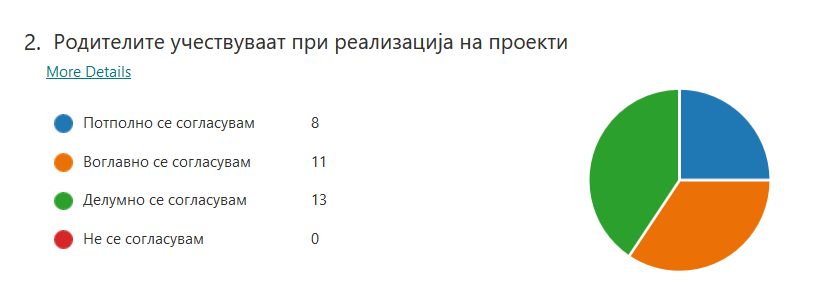 2. Родителите учествуваат при реализација на проекти
More Details
Потполно се согласувам 8
Воглавно се согласувам 11
Делумно се согласувам 13
Не се согласувам 0